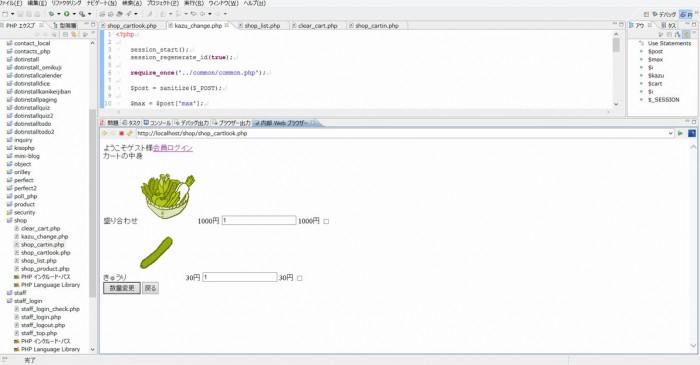 ファイル(F) 編集(E) リファクタリング ナビゲート(N) 検索(A) プロジェクト(P) 実行(R) ウィンドウ(W) ヘルプ(H)
デバッグ
PHP エクスプ
型階層
shop_cartlook.php
kazu_change.php
shop_list.php
clear_cart.php
shop_cartin.php
アウ
タス
contact_local
contacts_php
dotinstall
dotinstall_omikuji
dotinstallcalender
dotinstalldice
dotinstallkankeijiban
dotinstallpaging
dotinstallquiz
dotinstallquiz2
dotinstalltodo
dotinstalltodo2
inquiry
kisophp
mini-blog
object
orilley
perfect
perfect2
poll_php
product
security
shop
clear_cart.php
kazu_change.php
shop_cartin.php
shop_cartlook.php
shop_list.php
shop_product.php
PHP インクルード・パス
PHP Language Library
staff
staff_login
staff_login_check.php
staff_login.php
staff_logout.php
staff_top.php
PHP インクルード・パス
PHP Language Library
1 <?php
2
3 session_start();
4 session_regenerate_id(true);
5
6 require_once("../common/common.php");
7
8 $post = sanitize($_POST);
9
10 $max = $post["max"];
Use Statements
$post
$max
$i
$kazu
$cart
$i
$_SESSION
問題 タスク コンソール デバッグ出力 ブラウザー出力 内部 Web ブラウザー
http://localhost/shop/shop_cartlook.php
ようこそゲスト様会員ログイン
カートの中身
盛り合わせ 1000円 1 1000円
きゅうり 30円 1 30円
数量変更 戻る
完了